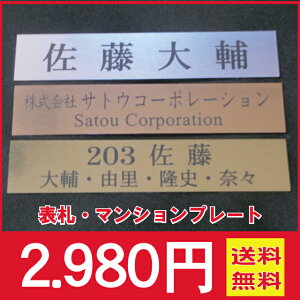 佐藤大輔
株式会社サトウコーポレーション
Satou Corporation
203 佐藤
大輔・由里・隆史・奈々
表札・マンションプレート
2.980円
送料
無料